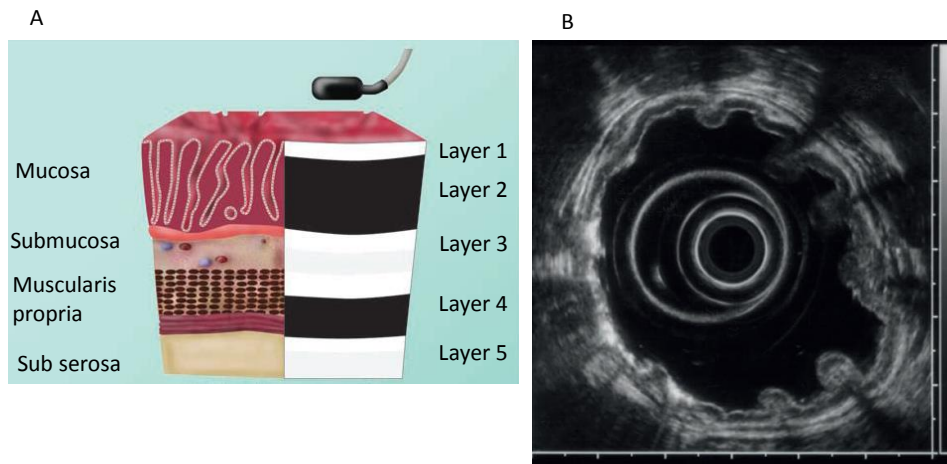 A
B
Mucosa
Submucosa
Muscularis
propria
Sub serosa
Layer 1
Layer 2
Layer 3
Layer 4
Layer 5